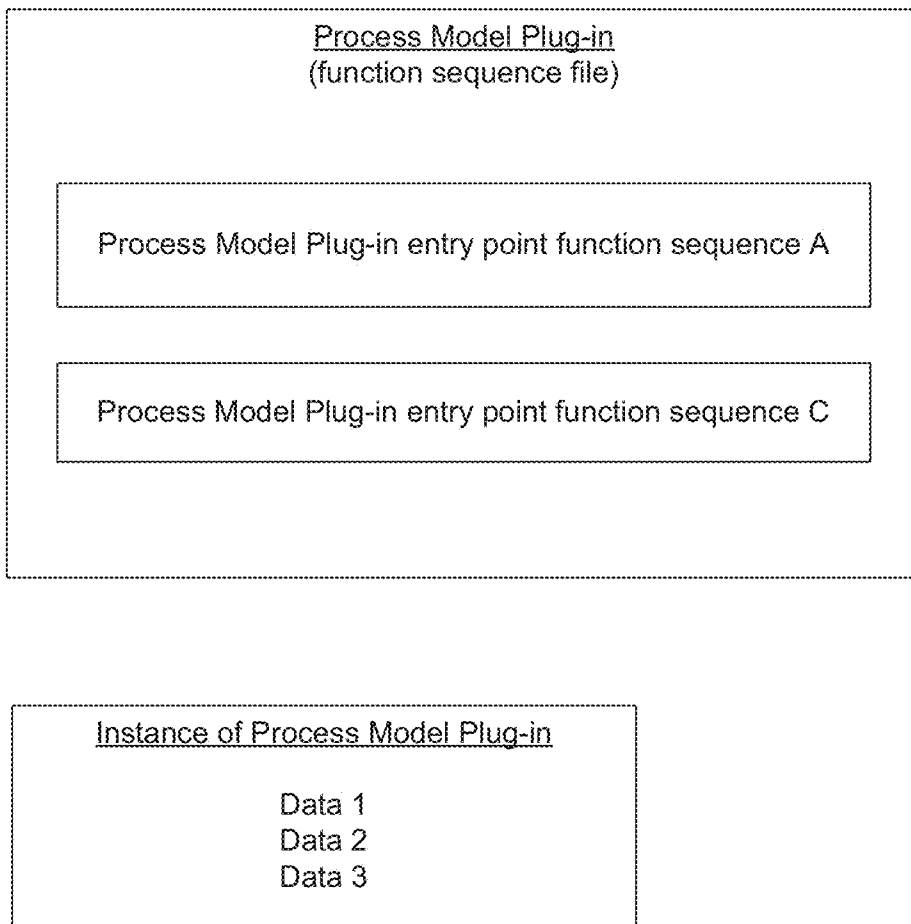 Process Model Plug-in
(function sequence file)
Process Model Plug-in entry point function sequence A
Process Model Plug-in entry point function sequence C
Instance of Process Model Plug-in
Data 1
Data 2
Data 3